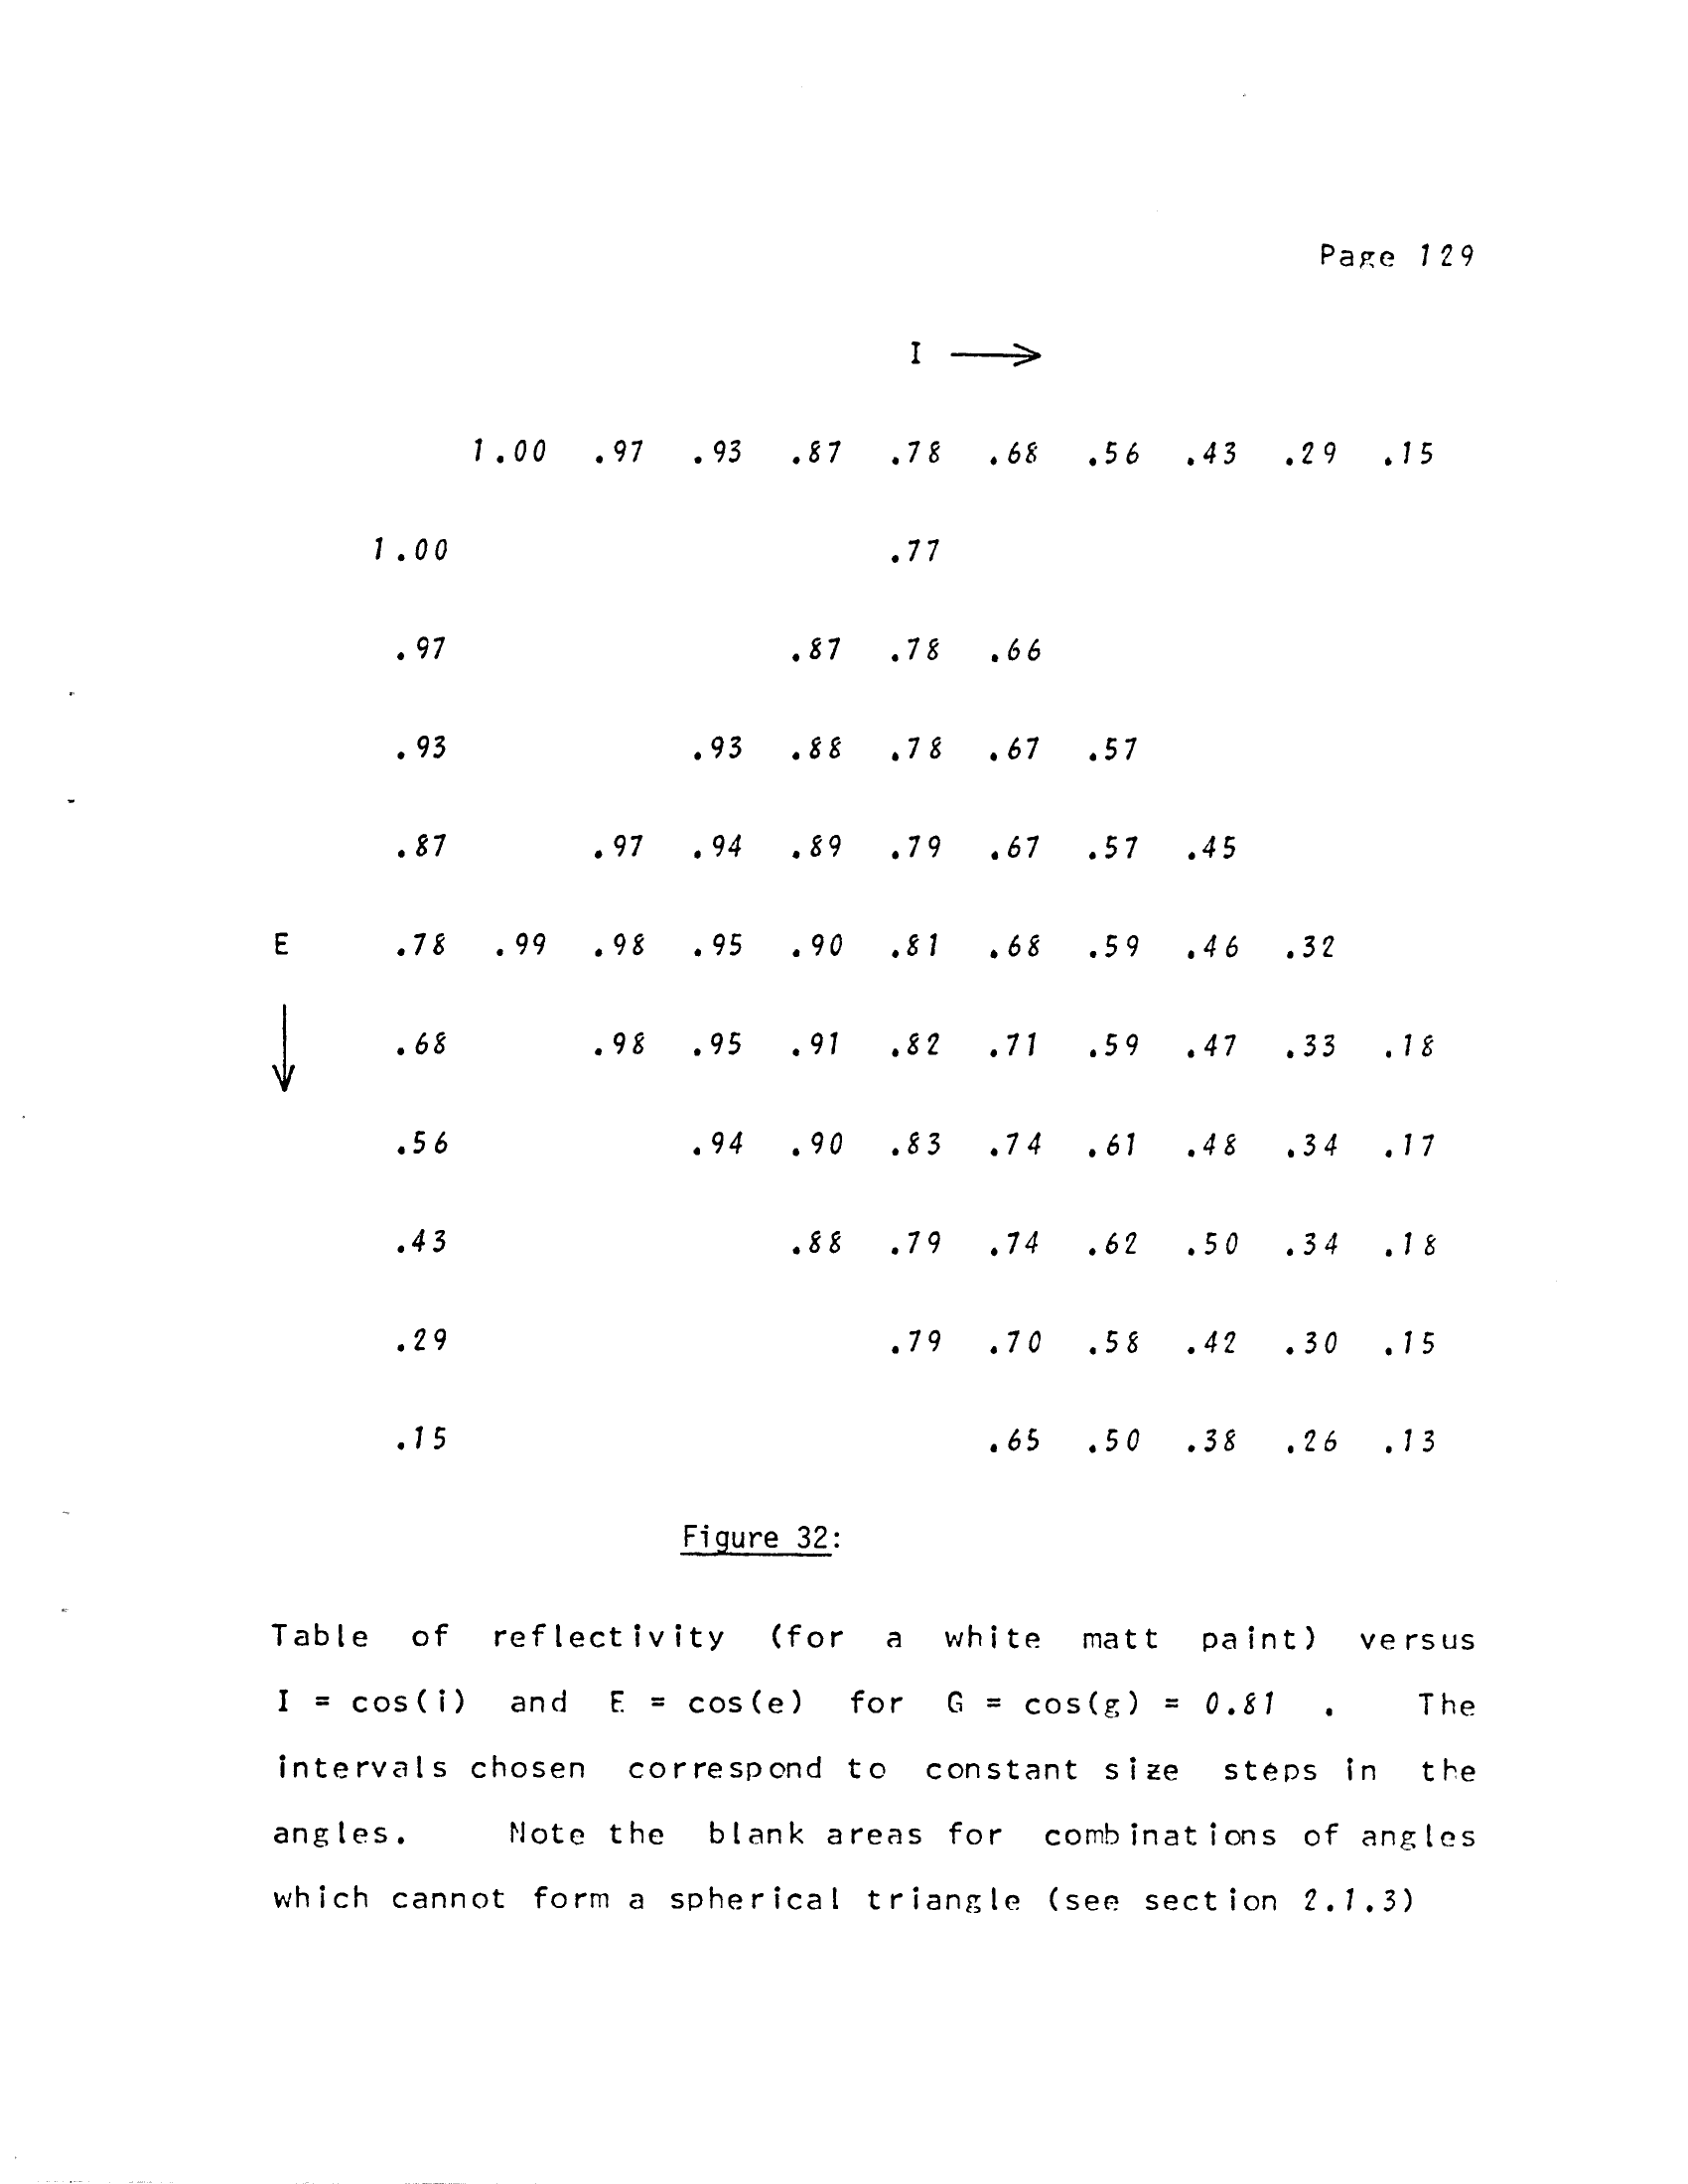 Page 129
I
1.00 .97 .93 .87 .78 .68 .56 .43 .29 .15
1.00 .77
.97 .87 .78 .66
.93 .93 .88 .78 .67 .57
.87 .97 .94 .89 .79 .67 .57 .45
E .78 .99 .98 .95 .90 .81 .68 .59 .46 .32
.68 .98 .95 .91 .82 .71 .59 .47 .33 .18
.56 .94 .90 .83 .74 .61 .48 .34 .17
.43 .88 .79 .74 .62 .50 .34 .18
.29 .79 .70 .58 .42 .30 .15
.15 .65 .50 .38 .26 .13
Figure 32:
Table of reflectivity (for a white matt paint) versus
I = cos(i) and E = cos(e) for G = cos(g) = 0.81 . The
intervals chosen correspond to constant size steps in the
angles. Note the blank areas for combinations of angles
which cannot form a spherical triangle (see section 2.1.3)